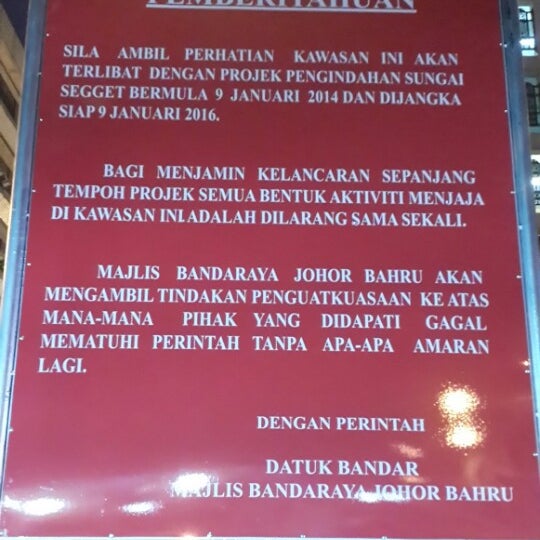 PEMBERITAHUAN
SILA AMBIL PERHATIAN KAWASAN INI AKAN
TERLIBAT DENGAN PROJEK PENGINDAHAN SUNGAI
SEGGET BERMULA 9 JANUARI 2014 DAN DIJANGKA
SIAP 9 JANUARI 2016.
BAGI MENJAMIN KELANCARAN SEPANJANG
TEMPOH PROJEK SEMUA BENTUK AKTIVITI MENJAJA
DI KAWASAN INI ADALAH DILARANG SAMA SEKALI.
MAJLIS BANDARAYA JOHOR BAHRU AKAN
MENGAMBIL TINDAKAN PENGUATKUASAAN KE ATAS
MANA-MANA PIHAK YANG DIDAPATI GAGAL
MEMATUHI PERINTAH TANPA APA-APA AMARAN
LAGI.
DENGAN PERINTAH
DATUK BANDAR
MAJLIS BANDARAYA JOHOR BAHRU